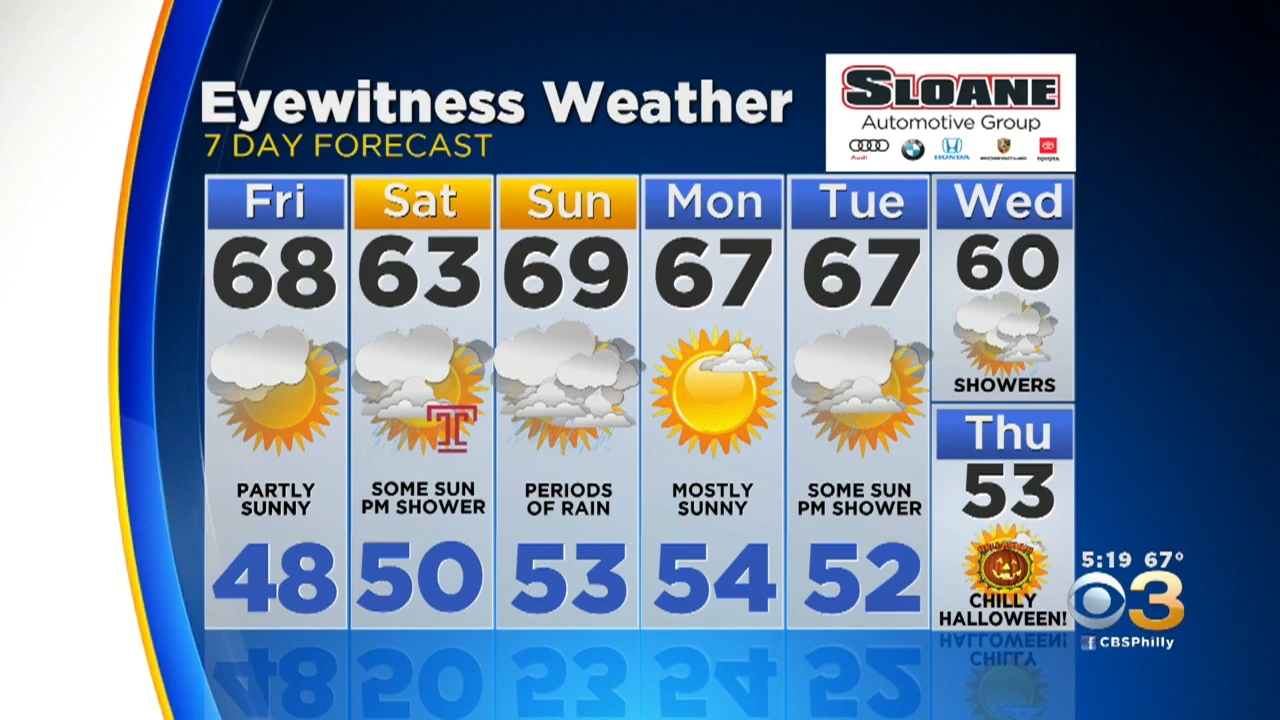 Eyewitness Weather
7 DAY FORECAST
SLOANE
Automotive Group
Audi
HONDA
PORSCHE
TOYOTA
Fri
68
PARTLY
SUNNY
48
Sat
63
T
SOME SUN
PM SHOWER
50
Sun
69
PERIODS
OF RAIN
53
Mon
67
MOSTLY
SUNNY
54
Tue
67
SOME SUN
PM SHOWER
52
Wed
60
SHOWERS
Thu
53
CHILLY
HALLOWEEN!
5:19 67°
3
f CBSPhilly